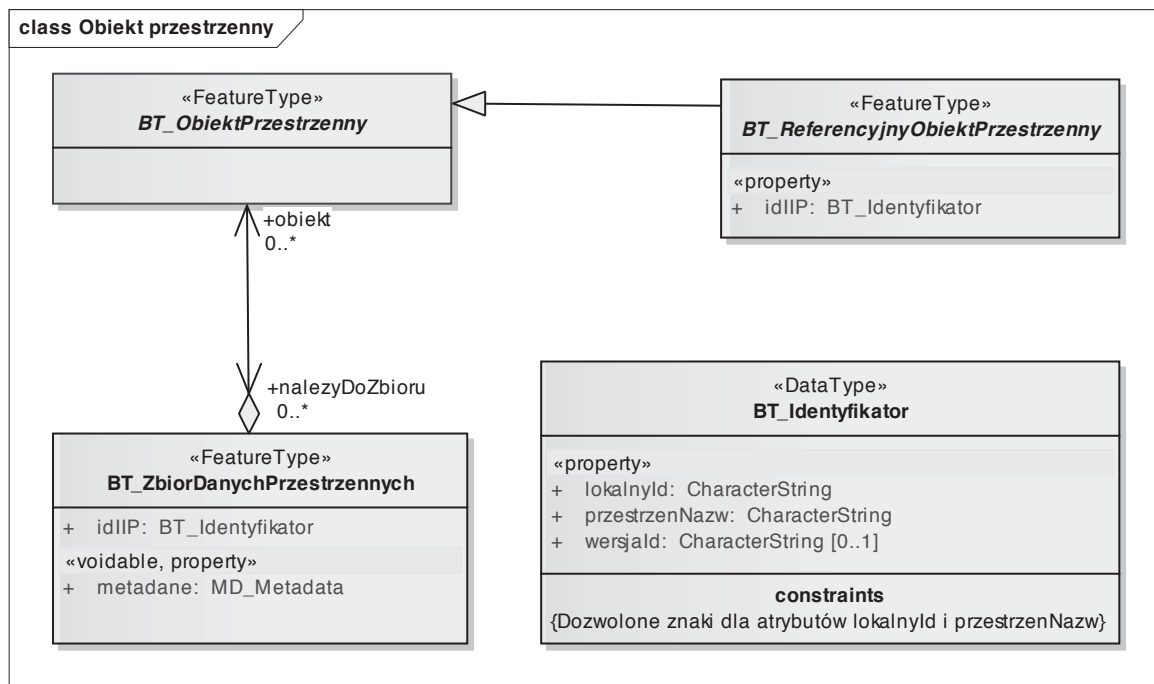 class Obiekt przestrzenny
«FeatureType»
BT_ObiektPrzestrzenny
«FeatureType»
BT_ReferencyjnyObiektPrzestrzenny
«property»
+ idIIP: BT_Identyfikator
+obiekt
0..*
+nalezyDoZbioru
0..*
«FeatureType»
BT_ZbiorDanychPrzestrzennych
+ idIIP: BT_Identyfikator
«voidable, property»
+ metadane: MD_Metadata
«DataType»
BT_Identyfikator
«property»
+ lokalnyId: CharacterString
+ przestrzenNazw: CharacterString
+ wersjaId: CharacterString [0..1]
constraints
{Dozwolone znaki dla atrybutów lokalnyId i przestrzenNazw}